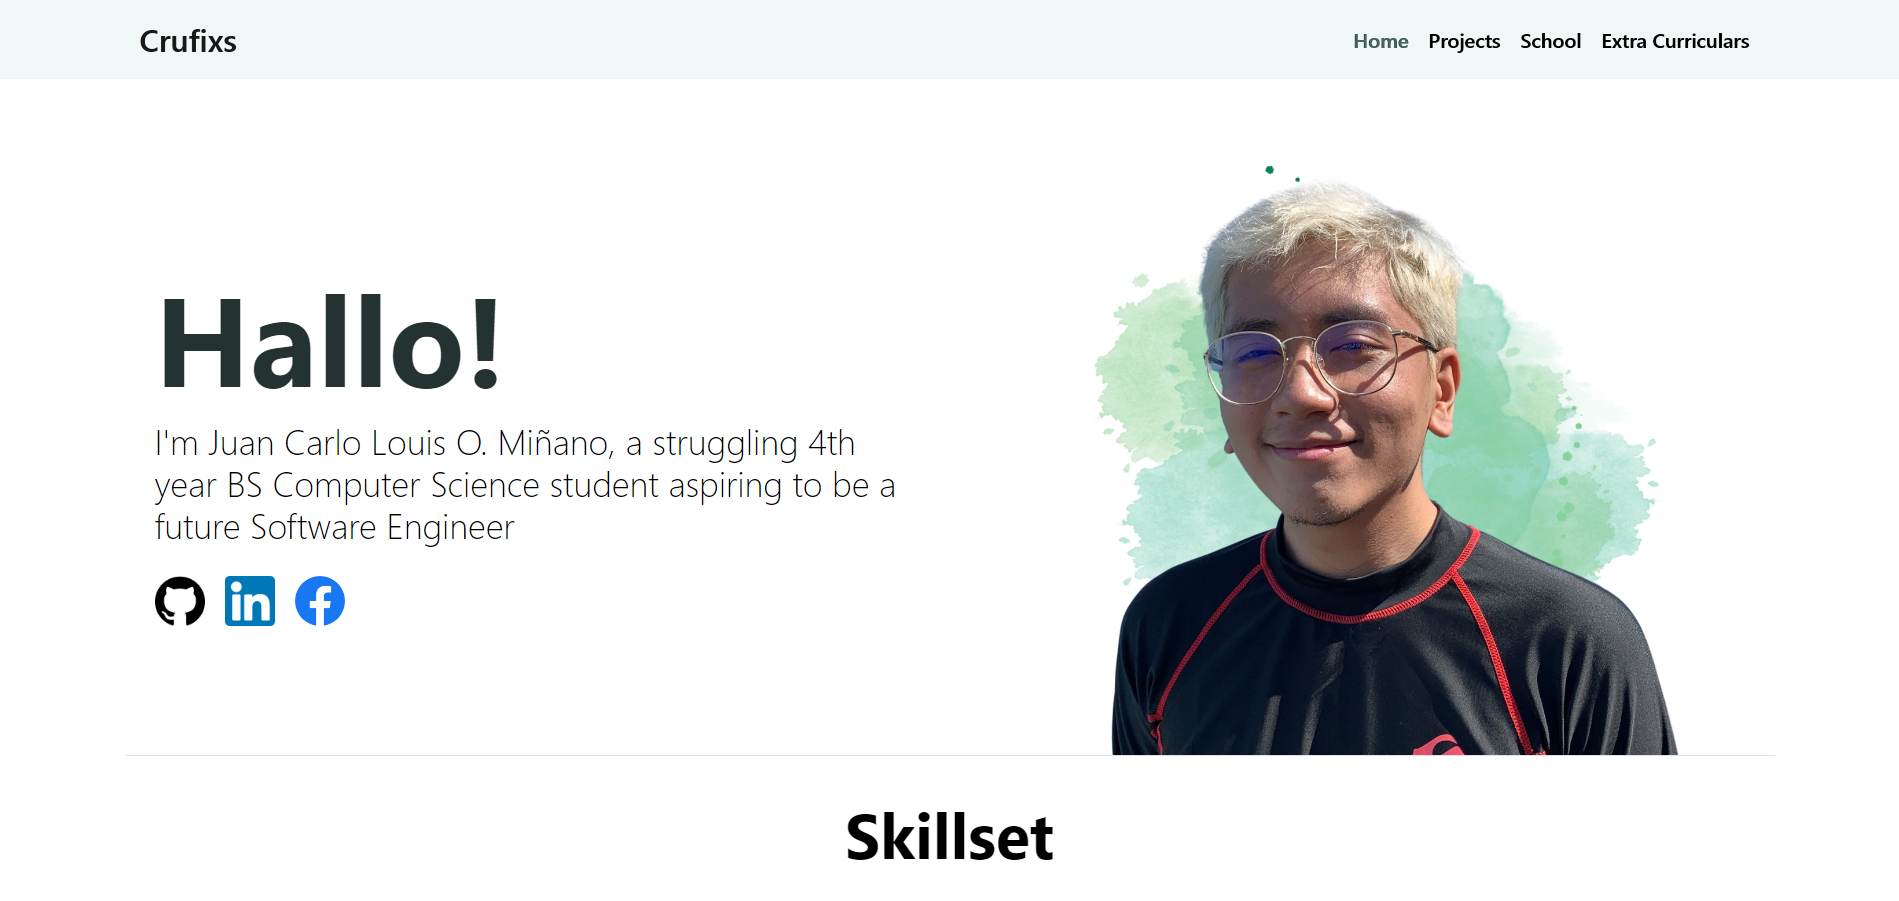 Crufixs
Home Projects School Extra Curriculars
Hallo!
I'm Juan Carlo Louis O. Miñano, a struggling 4th
year BS Computer Science student aspiring to be a
future Software Engineer
in
Skillset